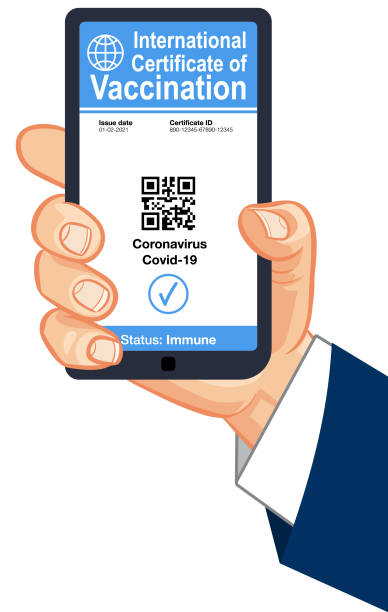 International
Certificate of
Vaccination
Issue date
01-02-2021
Certificate ID
890-12345-67890-12345
Coronavirus
Covid-19
Status: Immune